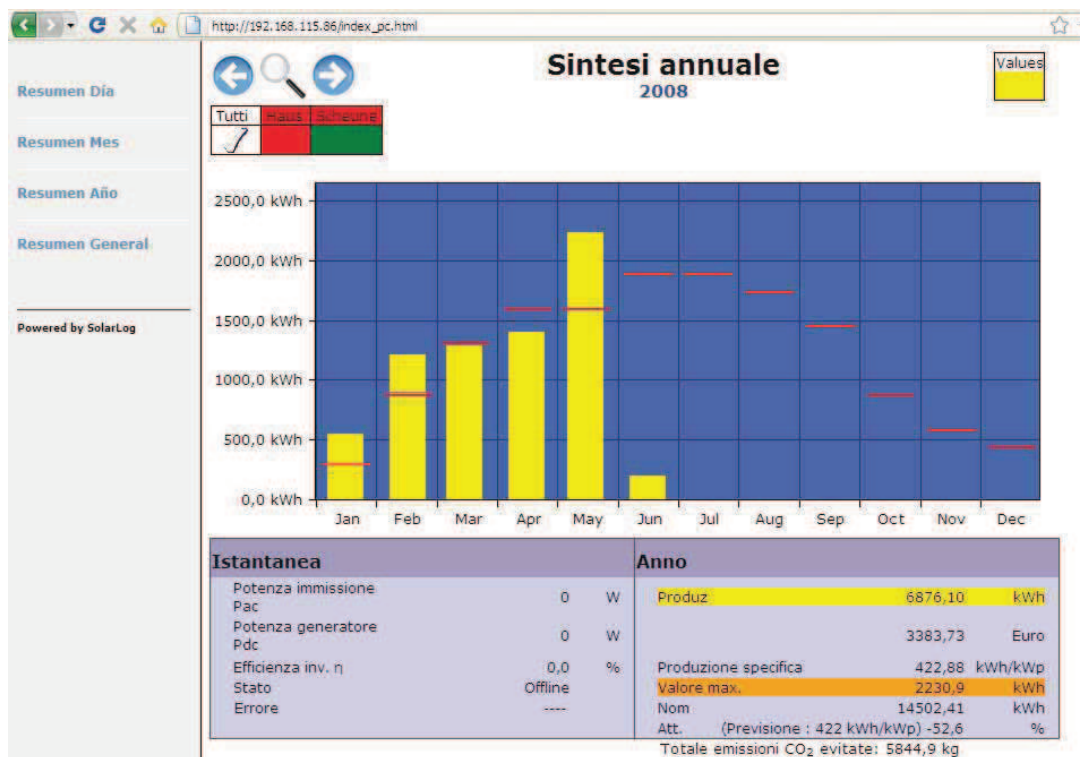 http://192.168.115.86/index_pc.html
Resumen Día
Resumen Mes
Resumen Año
Resumen General
Powered by SolarLog
Sintesi annuale
2008
Values
Tutti Haus Scheune
2500,0 kWh
2000,0 kWh
1500,0 kWh
1000,0 kWh
500,0 kWh
0,0 kWh
Jan Feb Mar Apr May Jun Jul Aug Sep Oct Nov Dec
Istantanea
Potenza immissione
Pac 0 W
Potenza generatore
Pdc 0 W
Efficienza inv. η 0,0 %
Stato Offline
Errore ----
Anno
Produz 6876,10 kWh
3383,73 Euro
Produzione specifica 422,88 kWh/kWp
Valore max. 2230,9 kWh
Nom 14502,41 kWh
Att. (Previsione : 422 kWh/kWp) -52,6 %
Totale emissioni CO₂ evitate: 5844,9 kg